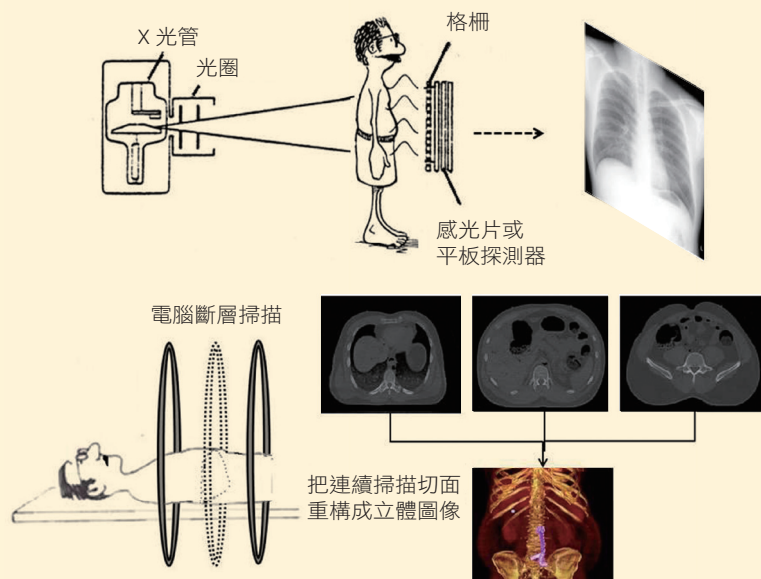 X 光管
光圈
格柵
感光片或
平板探測器
電腦斷層掃描
把連續掃描切面
重構成立體圖像